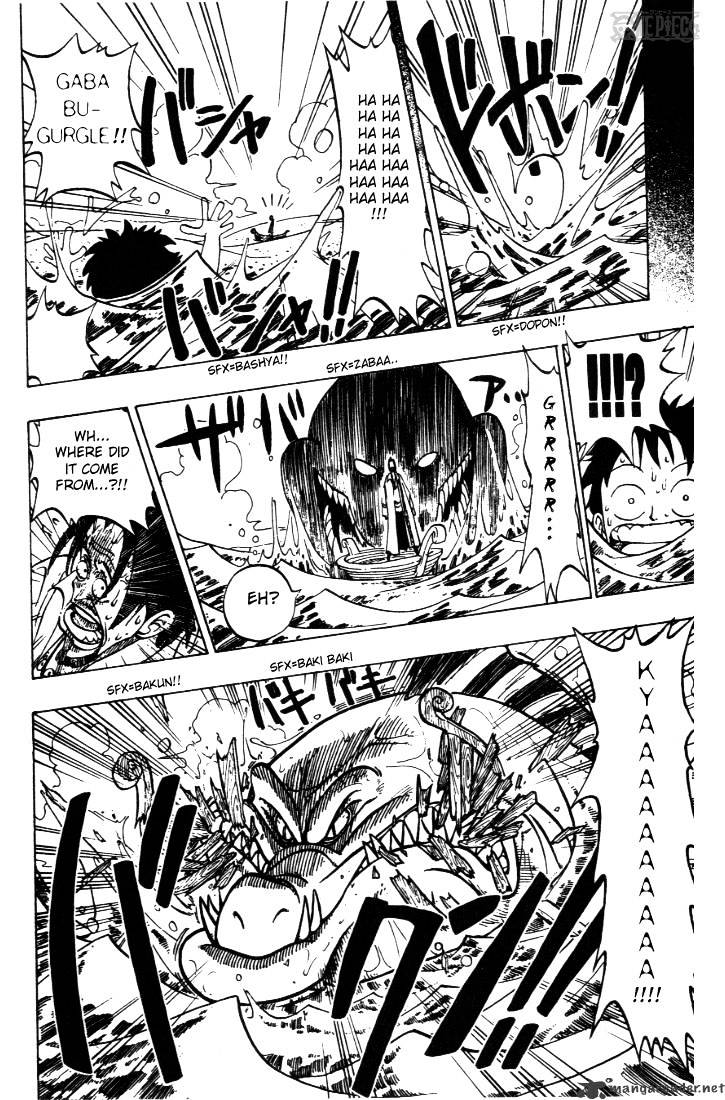 ONE PIECE
ドボーン!!
HA HA
HA HA
HA HA
HA HA
HAA HAA
HAA HAA
HAA HAA
!!!
バシャ
バシャ!!
GABA
BU-
GURGLE!!
SFX=DOPON!!
SFX=ZABAA..
SFX=BASHYA!!
!!!?
ザバァ..
GRRRRR...
EH?
WH...
WHERE DID
IT COME
FROM...?!!
SFX=BAKI BAKI
SFX=BAKUN!!
バキ バキ
KYAAAAAAAAAAA!!!!
バクン!!
mangareader.net